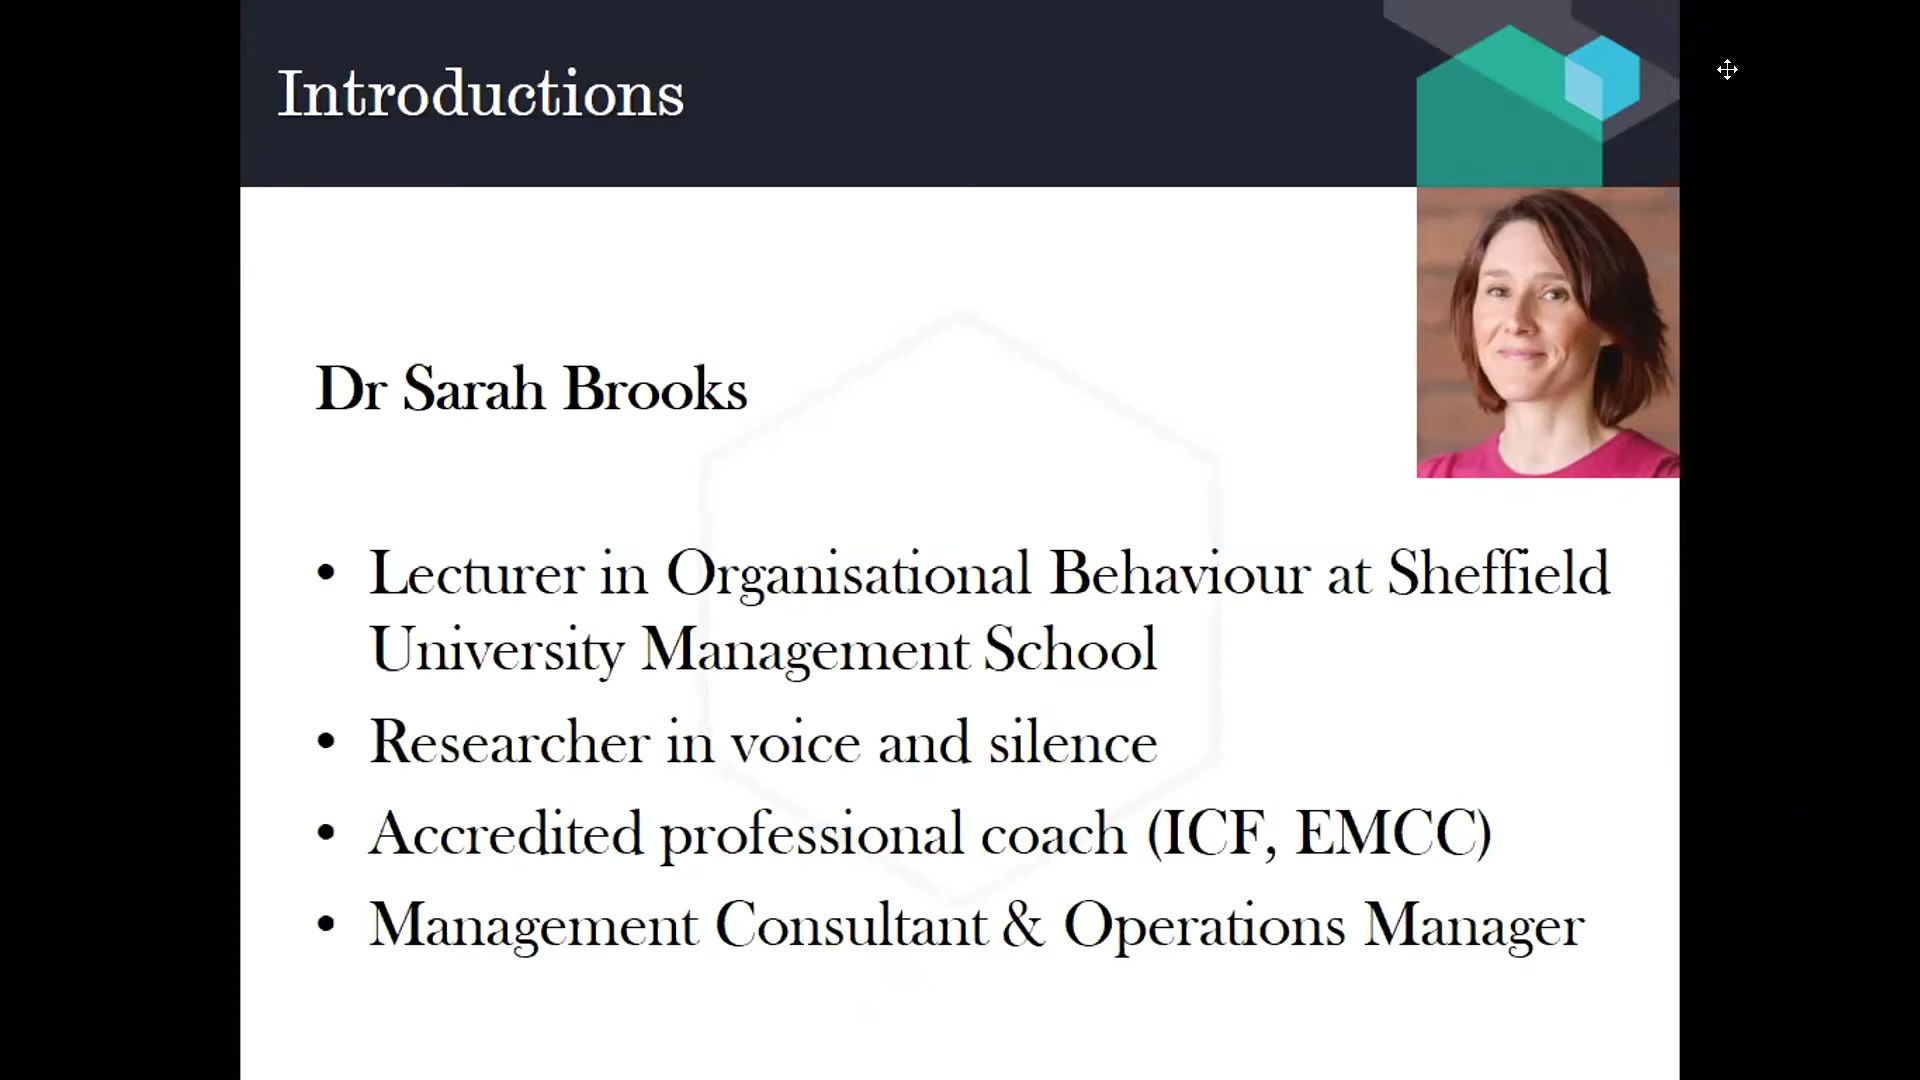 Introductions
Dr Sarah Brooks
• Lecturer in Organisational Behaviour at Sheffield
University Management School
• Researcher in voice and silence
• Accredited professional coach (ICF, EMCC)
• Management Consultant & Operations Manager